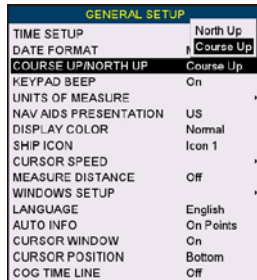 GENERAL SETUP
TIME SETUP
North Up
DATE FORMAT
Course Up
COURSE UP/NORTH UP Course Up
KEYPAD BEEP On
UNITS OF MEASURE
NAV AIDS PRESENTATION US
DISPLAY COLOR Normal
SHIP ICON Icon 1
CURSOR SPEED
MEASURE DISTANCE Off
WINDOWS SETUP
LANGUAGE English
AUTO INFO On Points
CURSOR WINDOW On
CURSOR POSITION Bottom
COG TIME LINE Off